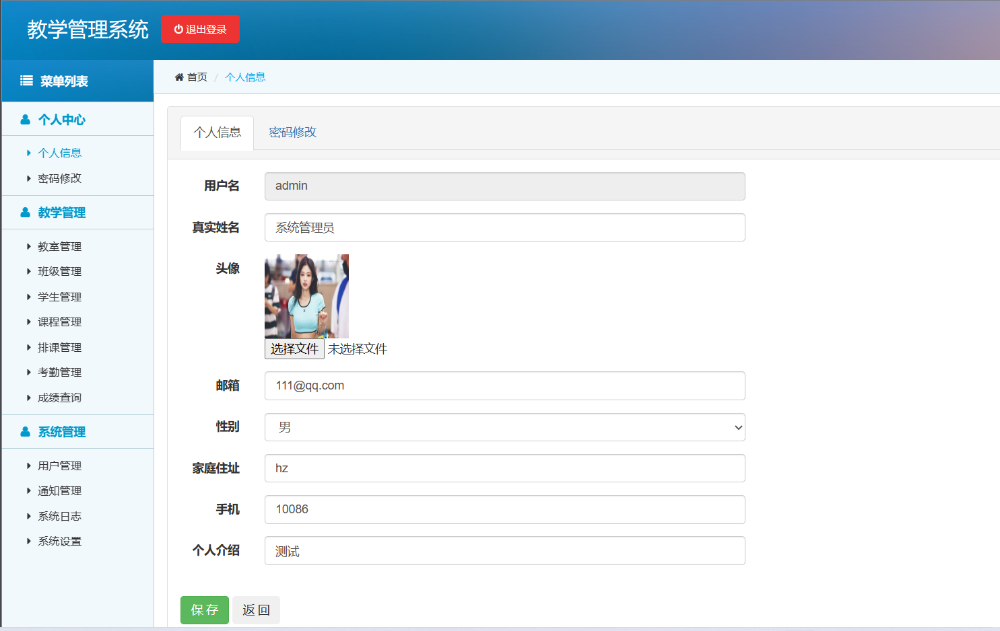 教学管理系统 退出登录
菜单列表
首页 / 个人信息
个人中心
个人信息
密码修改
教学管理
教室管理
班级管理
学生管理
课程管理
排课管理
考勤管理
成绩查询
系统管理
用户管理
通知管理
系统日志
系统设置
个人信息 密码修改
用户名 admin
真实姓名 系统管理员
头像
选择文件 未选择文件
邮箱 111@qq.com
性别 男
家庭住址 hz
手机 10086
个人介绍 测试
保 存 返 回